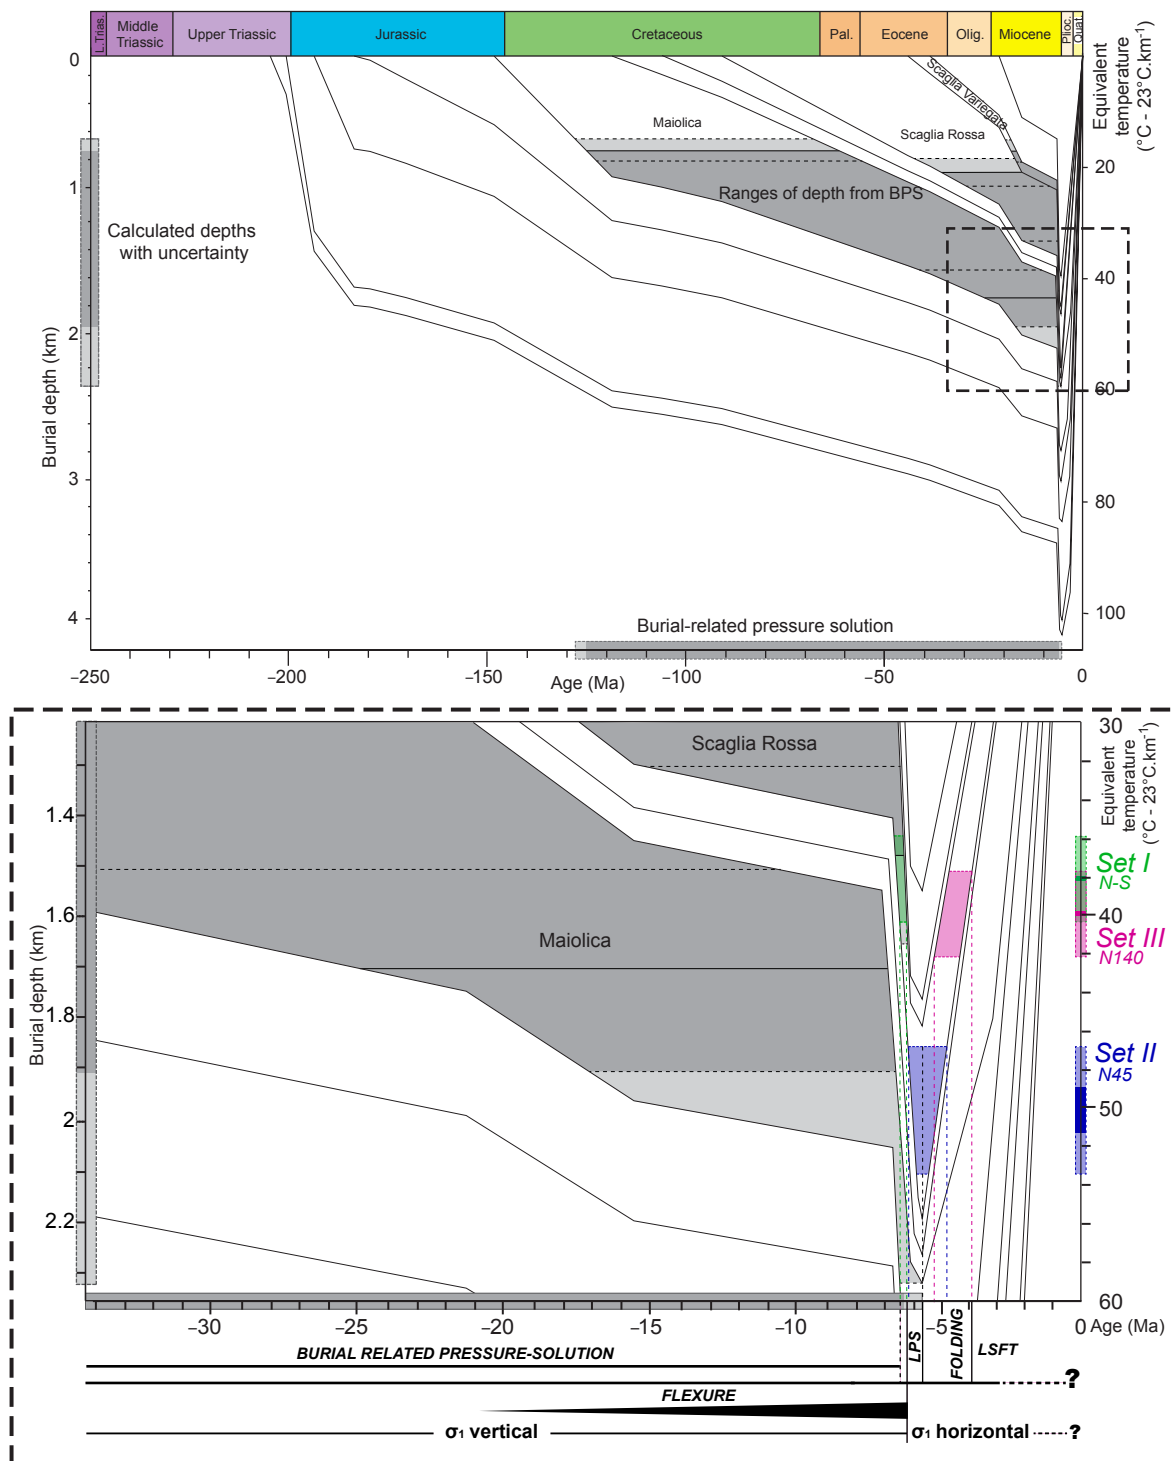 L.Trias.
Middle
Triassic
Upper Triassic
Jurassic
Cretaceous
Pal.
Eocene
Olig.
Miocene
Plioc.
Quat.
0
1
2
3
4
Burial depth (km)
Calculated depths
with uncertainty
Maiolica
Scaglia Variegata
Scaglia Rossa
Ranges of depth from BPS
Burial-related pressure solution
20
40
60
80
100
Equivalent
temperature
(°C - 23°C.km-1)
−250
−200
−150
−100
−50
0
Age (Ma)
Scaglia Rossa
Maiolica
1.4
1.6
1.8
2
2.2
Burial depth (km)
30
40
50
60
Equivalent
temperature
(°C - 23°C.km-1)
Set I
N-S
Set III
N140
Set II
N45
−30
−25
−20
−15
−10
−5
0 Age (Ma)
BURIAL RELATED PRESSURE-SOLUTION
LPS
FOLDING
LSFT
?
FLEXURE
σ1 vertical
σ1 horizontal
?